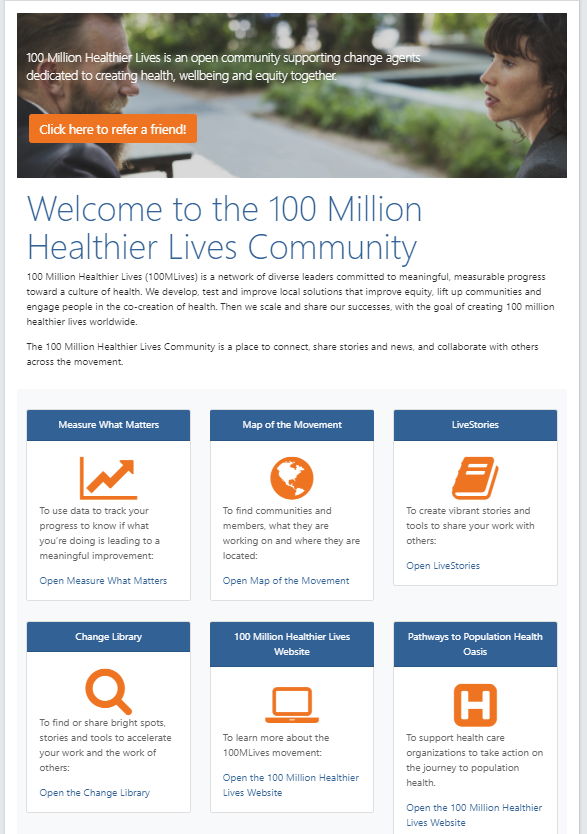 100 Million Healthier Lives is an open community supporting change agents
dedicated to creating health, wellbeing and equity together.
Click here to refer a friend!
Welcome to the 100 Million
Healthier Lives Community
100 Million Healthier Lives (100MLives) is a network of diverse leaders committed to meaningful, measurable progress
toward a culture of health. We develop, test and improve local solutions that improve equity, lift up communities and
engage people in the co-creation of health. Then we scale and share our successes, with the goal of creating 100 million
healthier lives worldwide.
The 100 Million Healthier Lives Community is a place to connect, share stories and news, and collaborate with others
across the movement.
Measure What Matters
To use data to track your
progress to know if what
you're doing is leading to a
meaningful improvement:
Open Measure What Matters
Map of the Movement
To find communities and
members, what they are
working on and where they are
located:
Open Map of the Movement
LiveStories
To create vibrant stories and
tools to share your work with
others:
Open LiveStories
Change Library
To find or share bright spots,
stories and tools to accelerate
your work and the work of
others:
Open the Change Library
100 Million Healthier Lives
Website
To learn more about the
100MLives movement:
Open the 100 Million Healthier
Lives Website
Pathways to Population Health
Oasis
H
To support health care
organizations to take action on
the journey to population
health.
Open the 100 Million Healthier
Lives Website